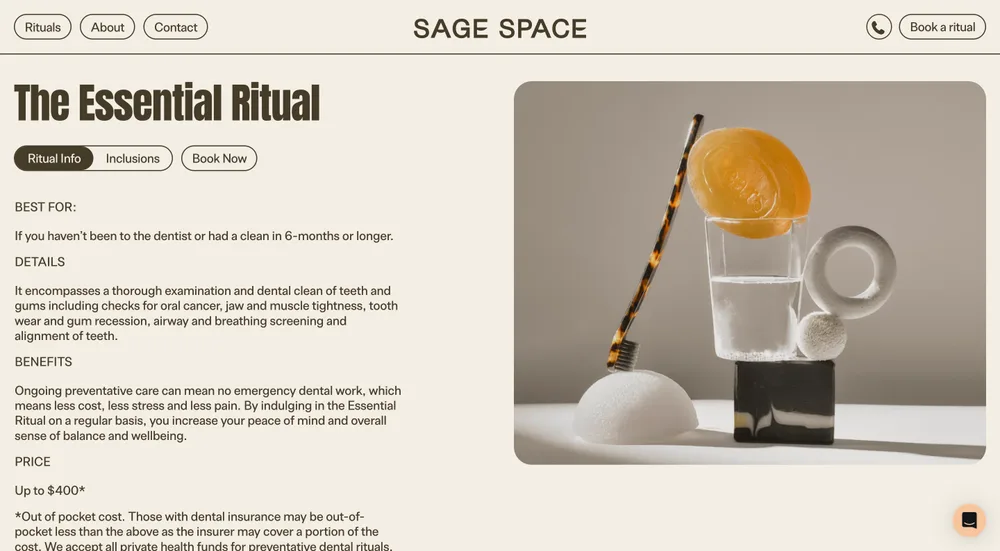 Rituals
About
Contact
SAGE SPACE
Book a ritual
The Essential Ritual
Ritual Info
Inclusions
Book Now
BEST FOR:
If you haven’t been to the dentist or had a clean in 6-months or longer.
DETAILS
It encompasses a thorough examination and dental clean of teeth and
gums including checks for oral cancer, jaw and muscle tightness, tooth
wear and gum recession, airway and breathing screening and
alignment of teeth.
BENEFITS
Ongoing preventative care can mean no emergency dental work, which
means less cost, less stress and less pain. By indulging in the Essential
Ritual on a regular basis, you increase your peace of mind and overall
sense of balance and wellbeing.
PRICE
Up to $400*
*Out of pocket cost. Those with dental insurance may be out-of-
pocket less than the above as the insurer may cover a portion of the
cost. We accept all private health funds for preventative dental rituals.